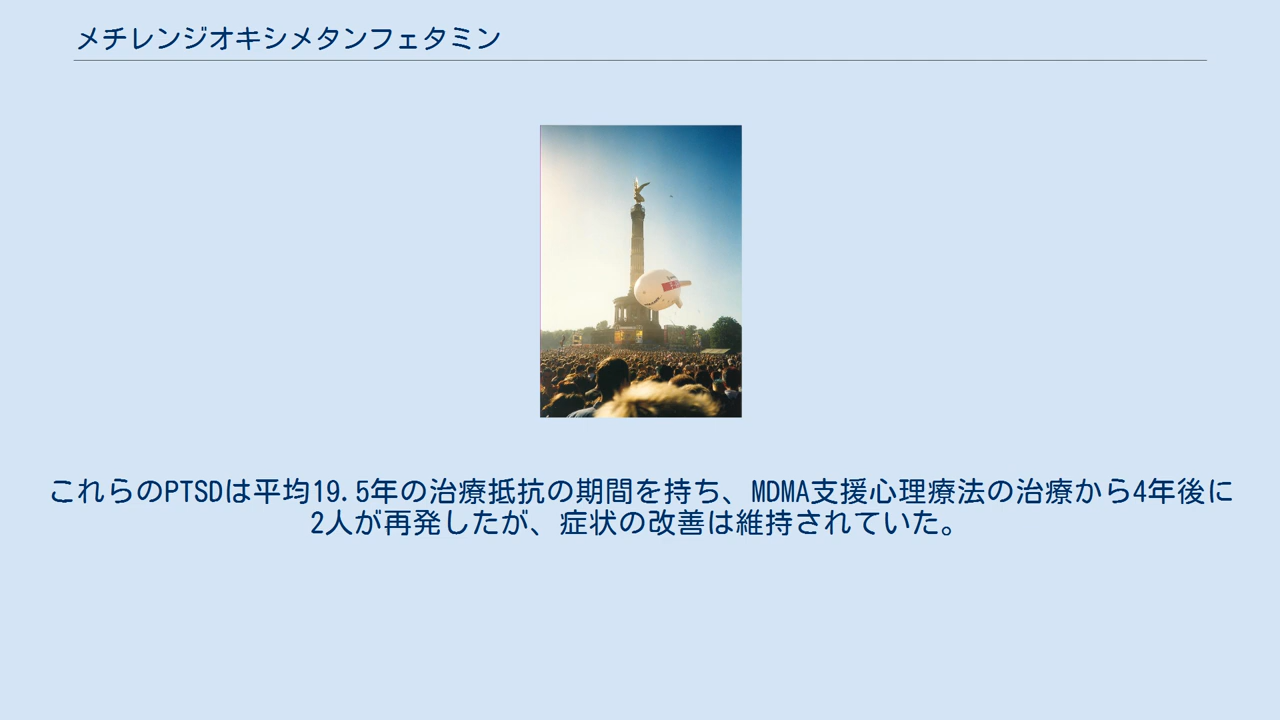 メチレンジオキシメタンフェタミン
これらのPTSDは平均19.5年の治療抵抗の期間を持ち、MDMA支援心理療法の治療から4年後に
2人が再発したが、症状の改善は維持されていた。